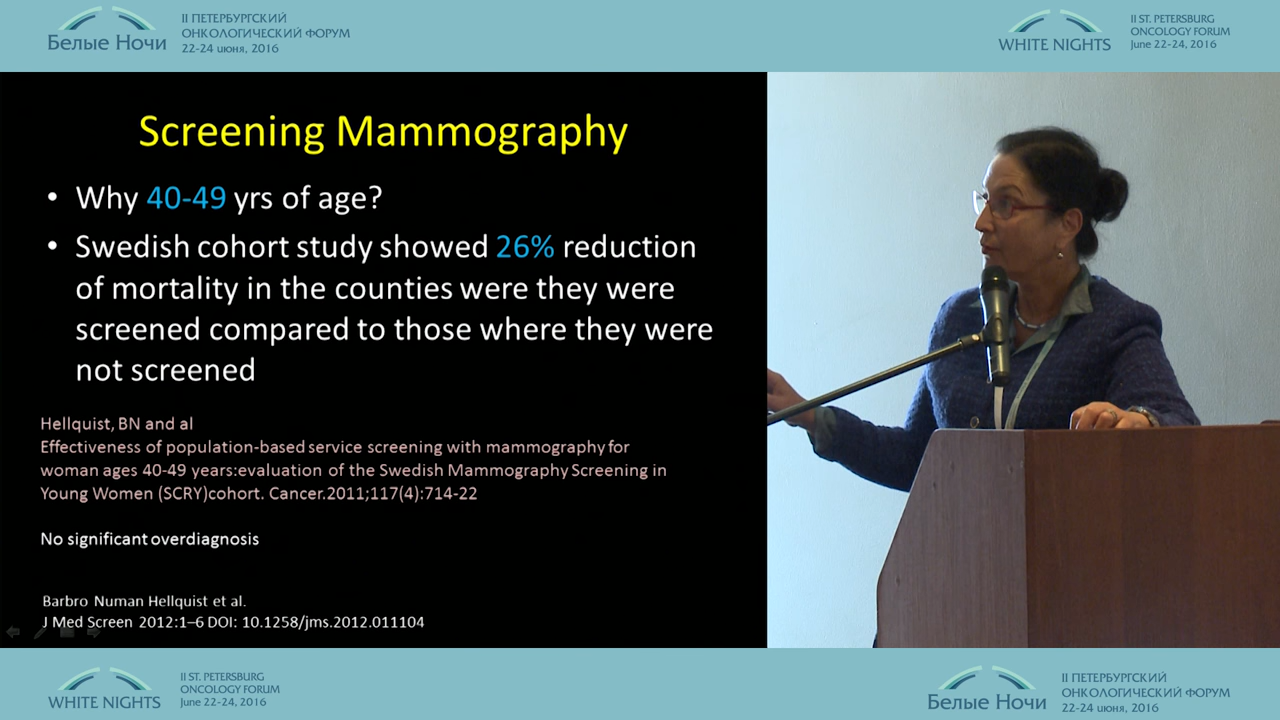 Белые Ночи
II ПЕТЕРБУРГСКИЙ
ОНКОЛОГИЧЕСКИЙ ФОРУМ
22-24 июня, 2016
WHITE NIGHTS
II ST. PETERSBURG
ONCOLOGY FORUM
June 22-24, 2016
Screening Mammography
• Why 40-49 yrs of age?
• Swedish cohort study showed 26% reduction
of mortality in the counties were they were
screened compared to those where they were
not screened
Hellquist, BN and al
Effectiveness of population-based service screening with mammography for
woman ages 40-49 years:evaluation of the Swedish Mammography Screening in
Young Women (SCRY)cohort. Cancer.2011;117(4):714-22
No significant overdiagnosis
Barbro Numan Hellquist et al.
J Med Screen 2012:1–6 DOI: 10.1258/jms.2012.011104
WHITE NIGHTS
II ST. PETERSBURG
ONCOLOGY FORUM
June 22-24, 2016
Белые Ночи
II ПЕТЕРБУРГСКИЙ
ОНКОЛОГИЧЕСКИЙ ФОРУМ
22-24 июня, 2016